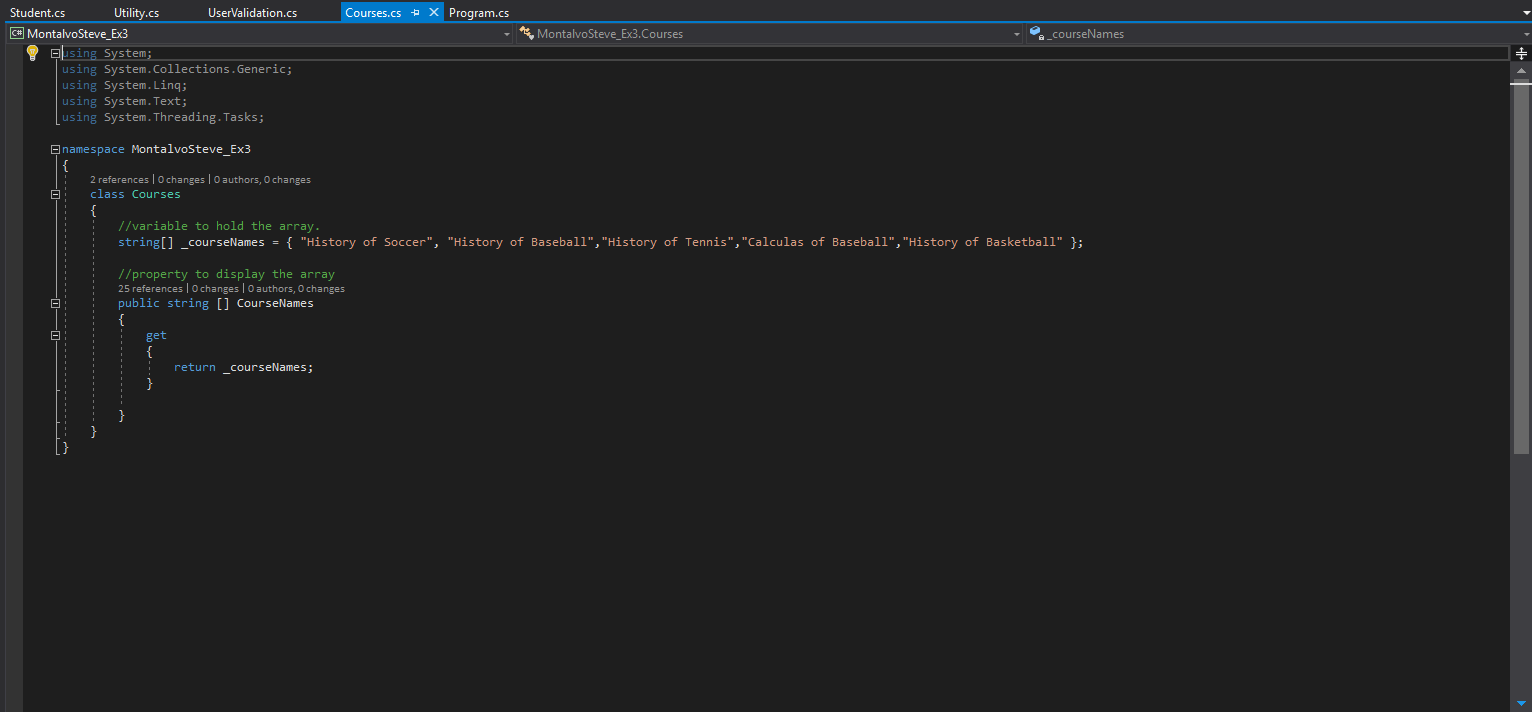 Student.cs Utility.cs UserValidation.cs Courses.cs Program.cs
C# MontalvoSteve_Ex3 MontalvoSteve_Ex3.Courses _courseNames
using System;
using System.Collections.Generic;
using System.Linq;
using System.Text;
using System.Threading.Tasks;
namespace MontalvoSteve_Ex3
{
2 references | 0 changes | 0 authors, 0 changes
class Courses
{
//variable to hold the array.
string[] _courseNames = { "History of Soccer", "History of Baseball","History of Tennis","Calculas of Baseball","History of Basketball" };
//property to display the array
25 references | 0 changes | 0 authors, 0 changes
public string [] CourseNames
{
get
{
return _courseNames;
}
}
}
}